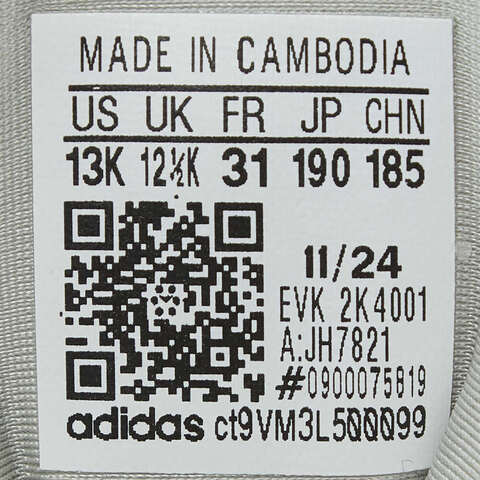 MADE IN CAMBODIA
US UK FR JP CHN
13K 12½K 31 190 185
11/24
EVK 2K4001
A:JH7821
#0900075819
adidas ct9VM3L500099